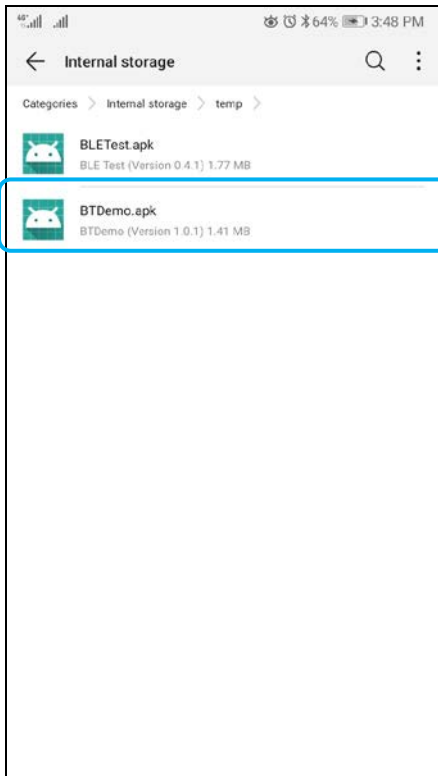 64% 3:48 PM
Internal storage
Categories > Internal storage > temp >
BLETest.apk
BLE Test (Version 0.4.1) 1.77 MB
BTDemo.apk
BTDemo (Version 1.0.1) 1.41 MB